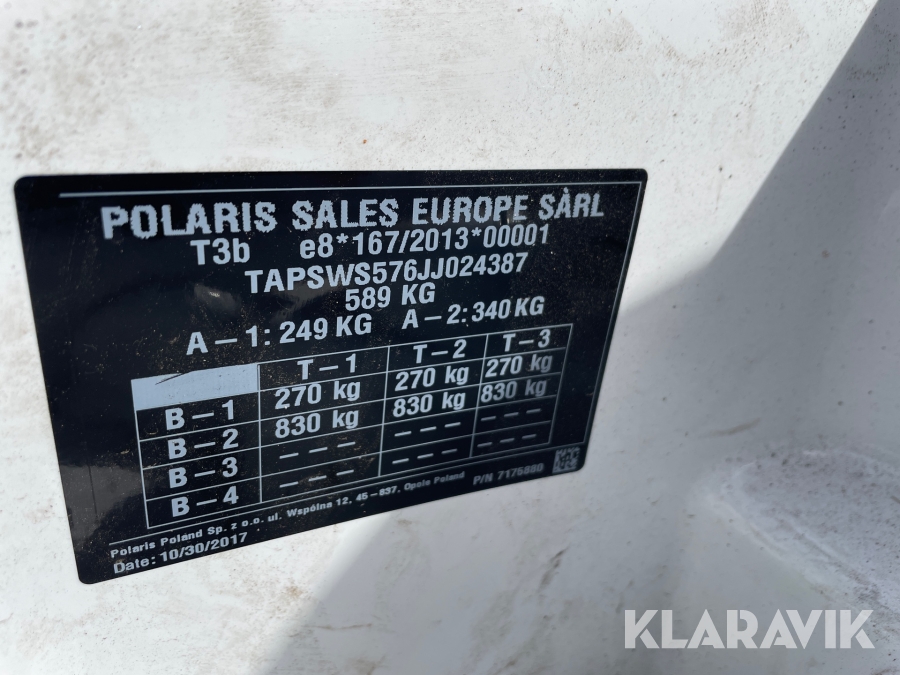 POLARIS SALES EUROPE SÀRL
T3b e8*167/2013*00001
TAPSWS576JJ024387
589 KG
A-1: 249 KG A-2: 340 KG
T-1 T-2 T-3
B-1 270 kg 270 kg 270 kg
B-2 830 kg 830 kg 830 kg
B-3 --- --- ---
B-4 --- --- ---
P/N 7175880
Polaris Poland Sp. z o.o. ul. Wspólna 12, 45-837, Opole Poland
Date: 10/30/2017
KLARAVIK